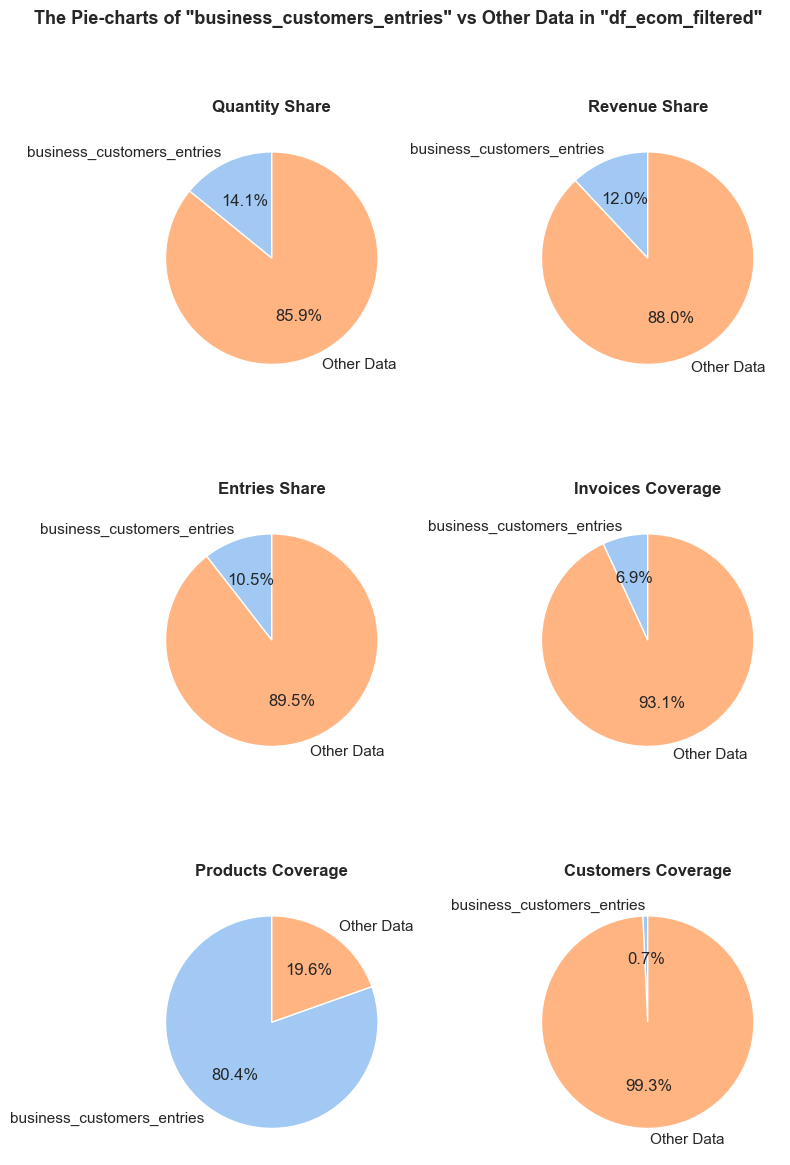 The Pie-charts of "business_customers_entries" vs Other Data in "df_ecom_filtered"
Quantity Share
business_customers_entries
14.1%
85.9%
Other Data
Revenue Share
business_customers_entries
12.0%
88.0%
Other Data
Entries Share
business_customers_entries
10.5%
89.5%
Other Data
Invoices Coverage
business_customers_entries
6.9%
93.1%
Other Data
Products Coverage
Other Data
19.6%
80.4%
business_customers_entries
Customers Coverage
business_customers_entries
0.7%
99.3%
Other Data